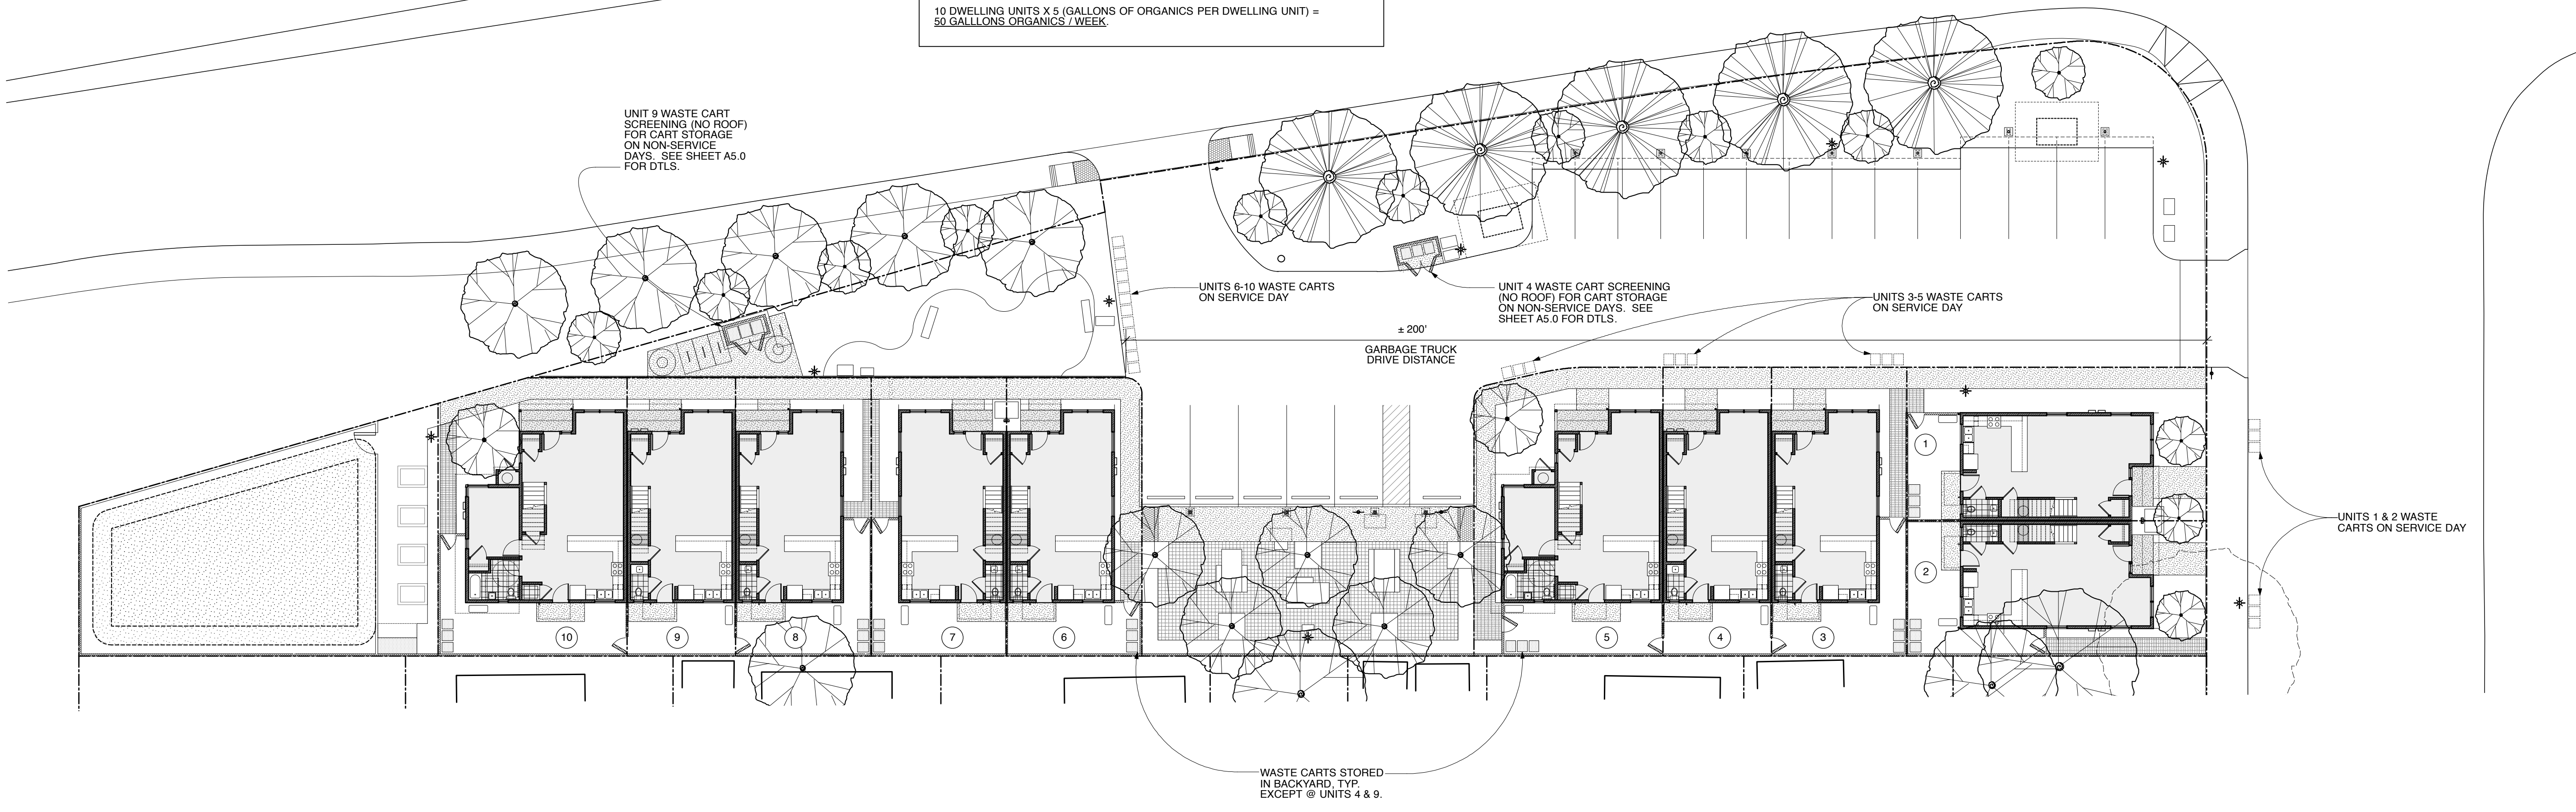 10 DWELLING UNITS X 5 (GALLONS OF ORGANICS PER DWELLING UNIT) =
50 GALLLONS ORGANICS / WEEK.
UNIT 9 WASTE CART
SCREENING (NO ROOF)
FOR CART STORAGE
ON NON-SERVICE
DAYS. SEE SHEET A5.0
FOR DTLS.
UNITS 6-10 WASTE CARTS
ON SERVICE DAY
UNIT 4 WASTE CART SCREENING
(NO ROOF) FOR CART STORAGE
ON NON-SERVICE DAYS. SEE
SHEET A5.0 FOR DTLS.
UNITS 3-5 WASTE CARTS
ON SERVICE DAY
± 200'
GARBAGE TRUCK
DRIVE DISTANCE
1
2
UNITS 1 & 2 WASTE
CARTS ON SERVICE DAY
10
9
8
7
6
5
4
3
WASTE CARTS STORED
IN BACKYARD, TYP.
EXCEPT @ UNITS 4 & 9.